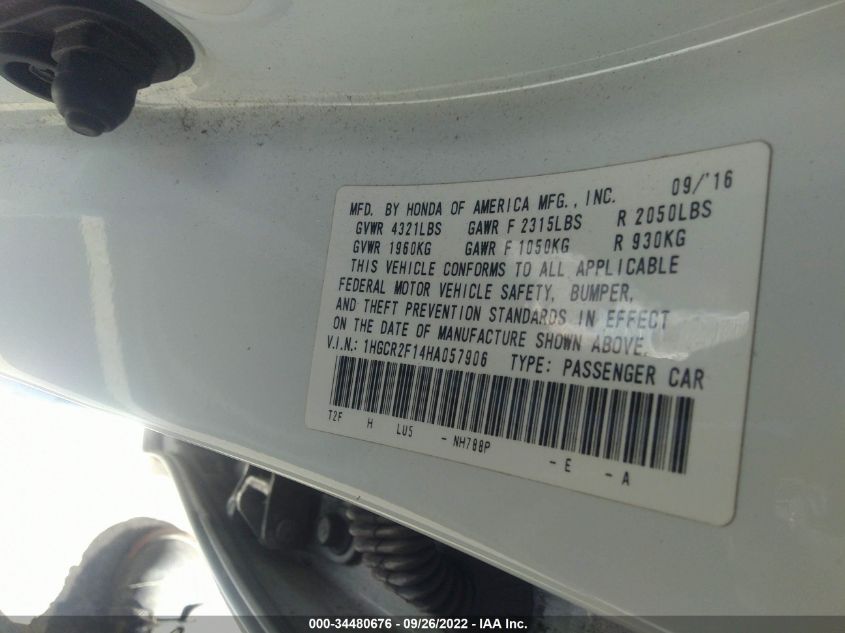 09/'16
MFD. BY HONDA OF AMERICA MFG., INC.
GVWR 4321LBS GAWR F 2315LBS R 2050LBS
GVWR 1960KG GAWR F 1050KG R 930KG
THIS VEHICLE CONFORMS TO ALL APPLICABLE
FEDERAL MOTOR VEHICLE SAFETY, BUMPER,
AND THEFT PREVENTION STANDARDS IN EFFECT
ON THE DATE OF MANUFACTURE SHOWN ABOVE.
V.I.N.: 1HGCR2F14HA057906 TYPE: PASSENGER CAR
T2F H LU5 - NH788P - E - A
000-34480676 - 09/26/2022 - IAA Inc.